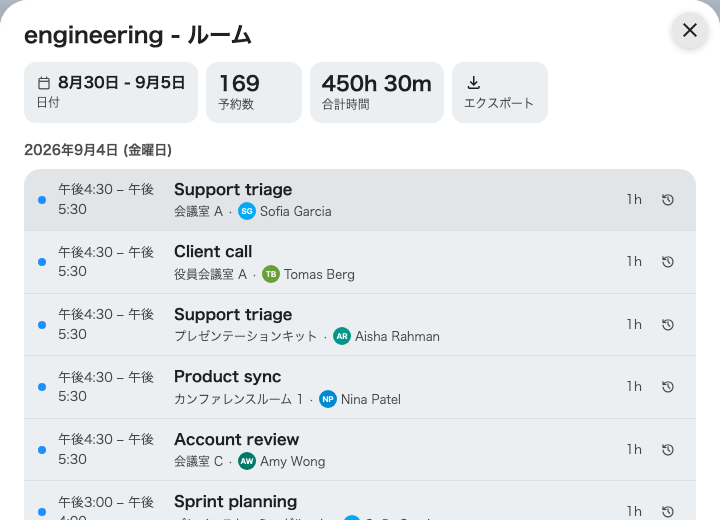 engineering - ルーム
8月30日 - 9月5日
日付
169
予約数
450h 30m
合計時間
エクスポート
2026年9月4日 (金曜日)
午後4:30 – 午後
5:30
Support triage
会議室 A · SG Sofia Garcia
1h
午後4:30 – 午後
5:30
Client call
役員会議室 A · TB Tomas Berg
1h
午後4:30 – 午後
5:30
Support triage
プレゼンテーションキット · AR Aisha Rahman
1h
午後4:30 – 午後
5:30
Product sync
カンファレンスルーム 1 · NP Nina Patel
1h
午後4:30 – 午後
5:30
Account review
会議室 C · AW Amy Wong
1h
午後3:00 – 午後
4:00
Sprint planning
1h